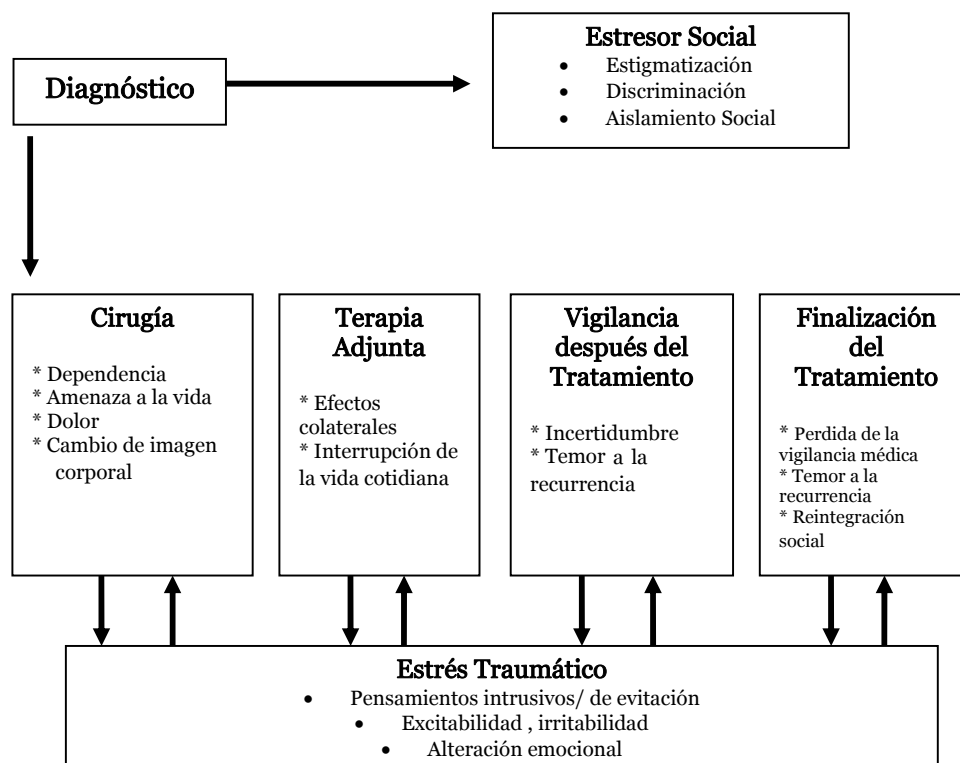 Estresor Social
• Estigmatización
• Discriminación
• Aislamiento Social
Diagnóstico
Cirugía
* Dependencia
* Amenaza a la vida
* Dolor
* Cambio de imagen
corporal
Terapia
Adjunta
* Efectos
colaterales
* Interrupción de
la vida cotidiana
Vigilancia
después del
Tratamiento
* Incertidumbre
* Temor a la
recurrencia
Finalización
del
Tratamiento
* Perdida de la
vigilancia médica
* Temor a la
recurrencia
* Reintegración
social
Estrés Traumático
• Pensamientos intrusivos/ de evitación
• Excitabilidad , irritabilidad
• Alteración emocional